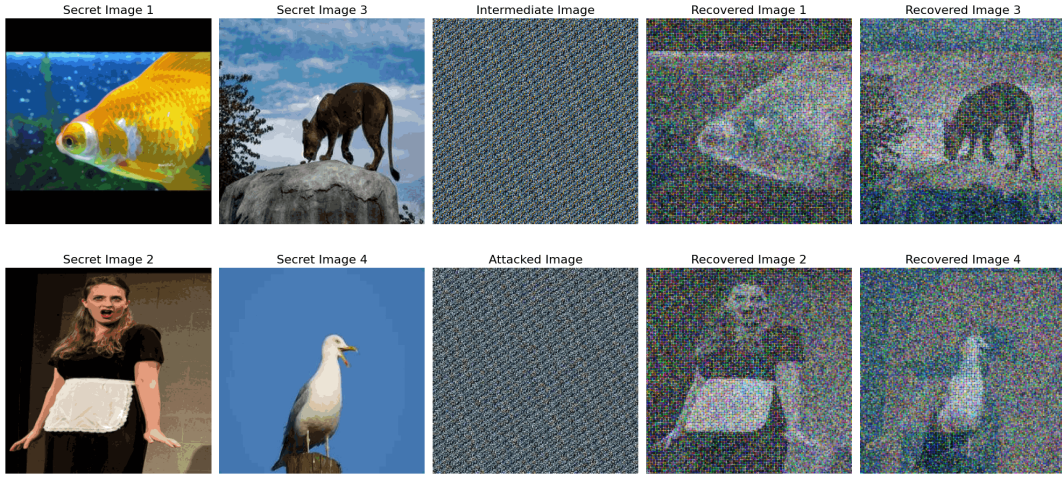 Secret Image 1
Secret Image 3
Intermediate Image
Recovered Image 1
Recovered Image 3
Secret Image 2
Secret Image 4
Attacked Image
Recovered Image 2
Recovered Image 4